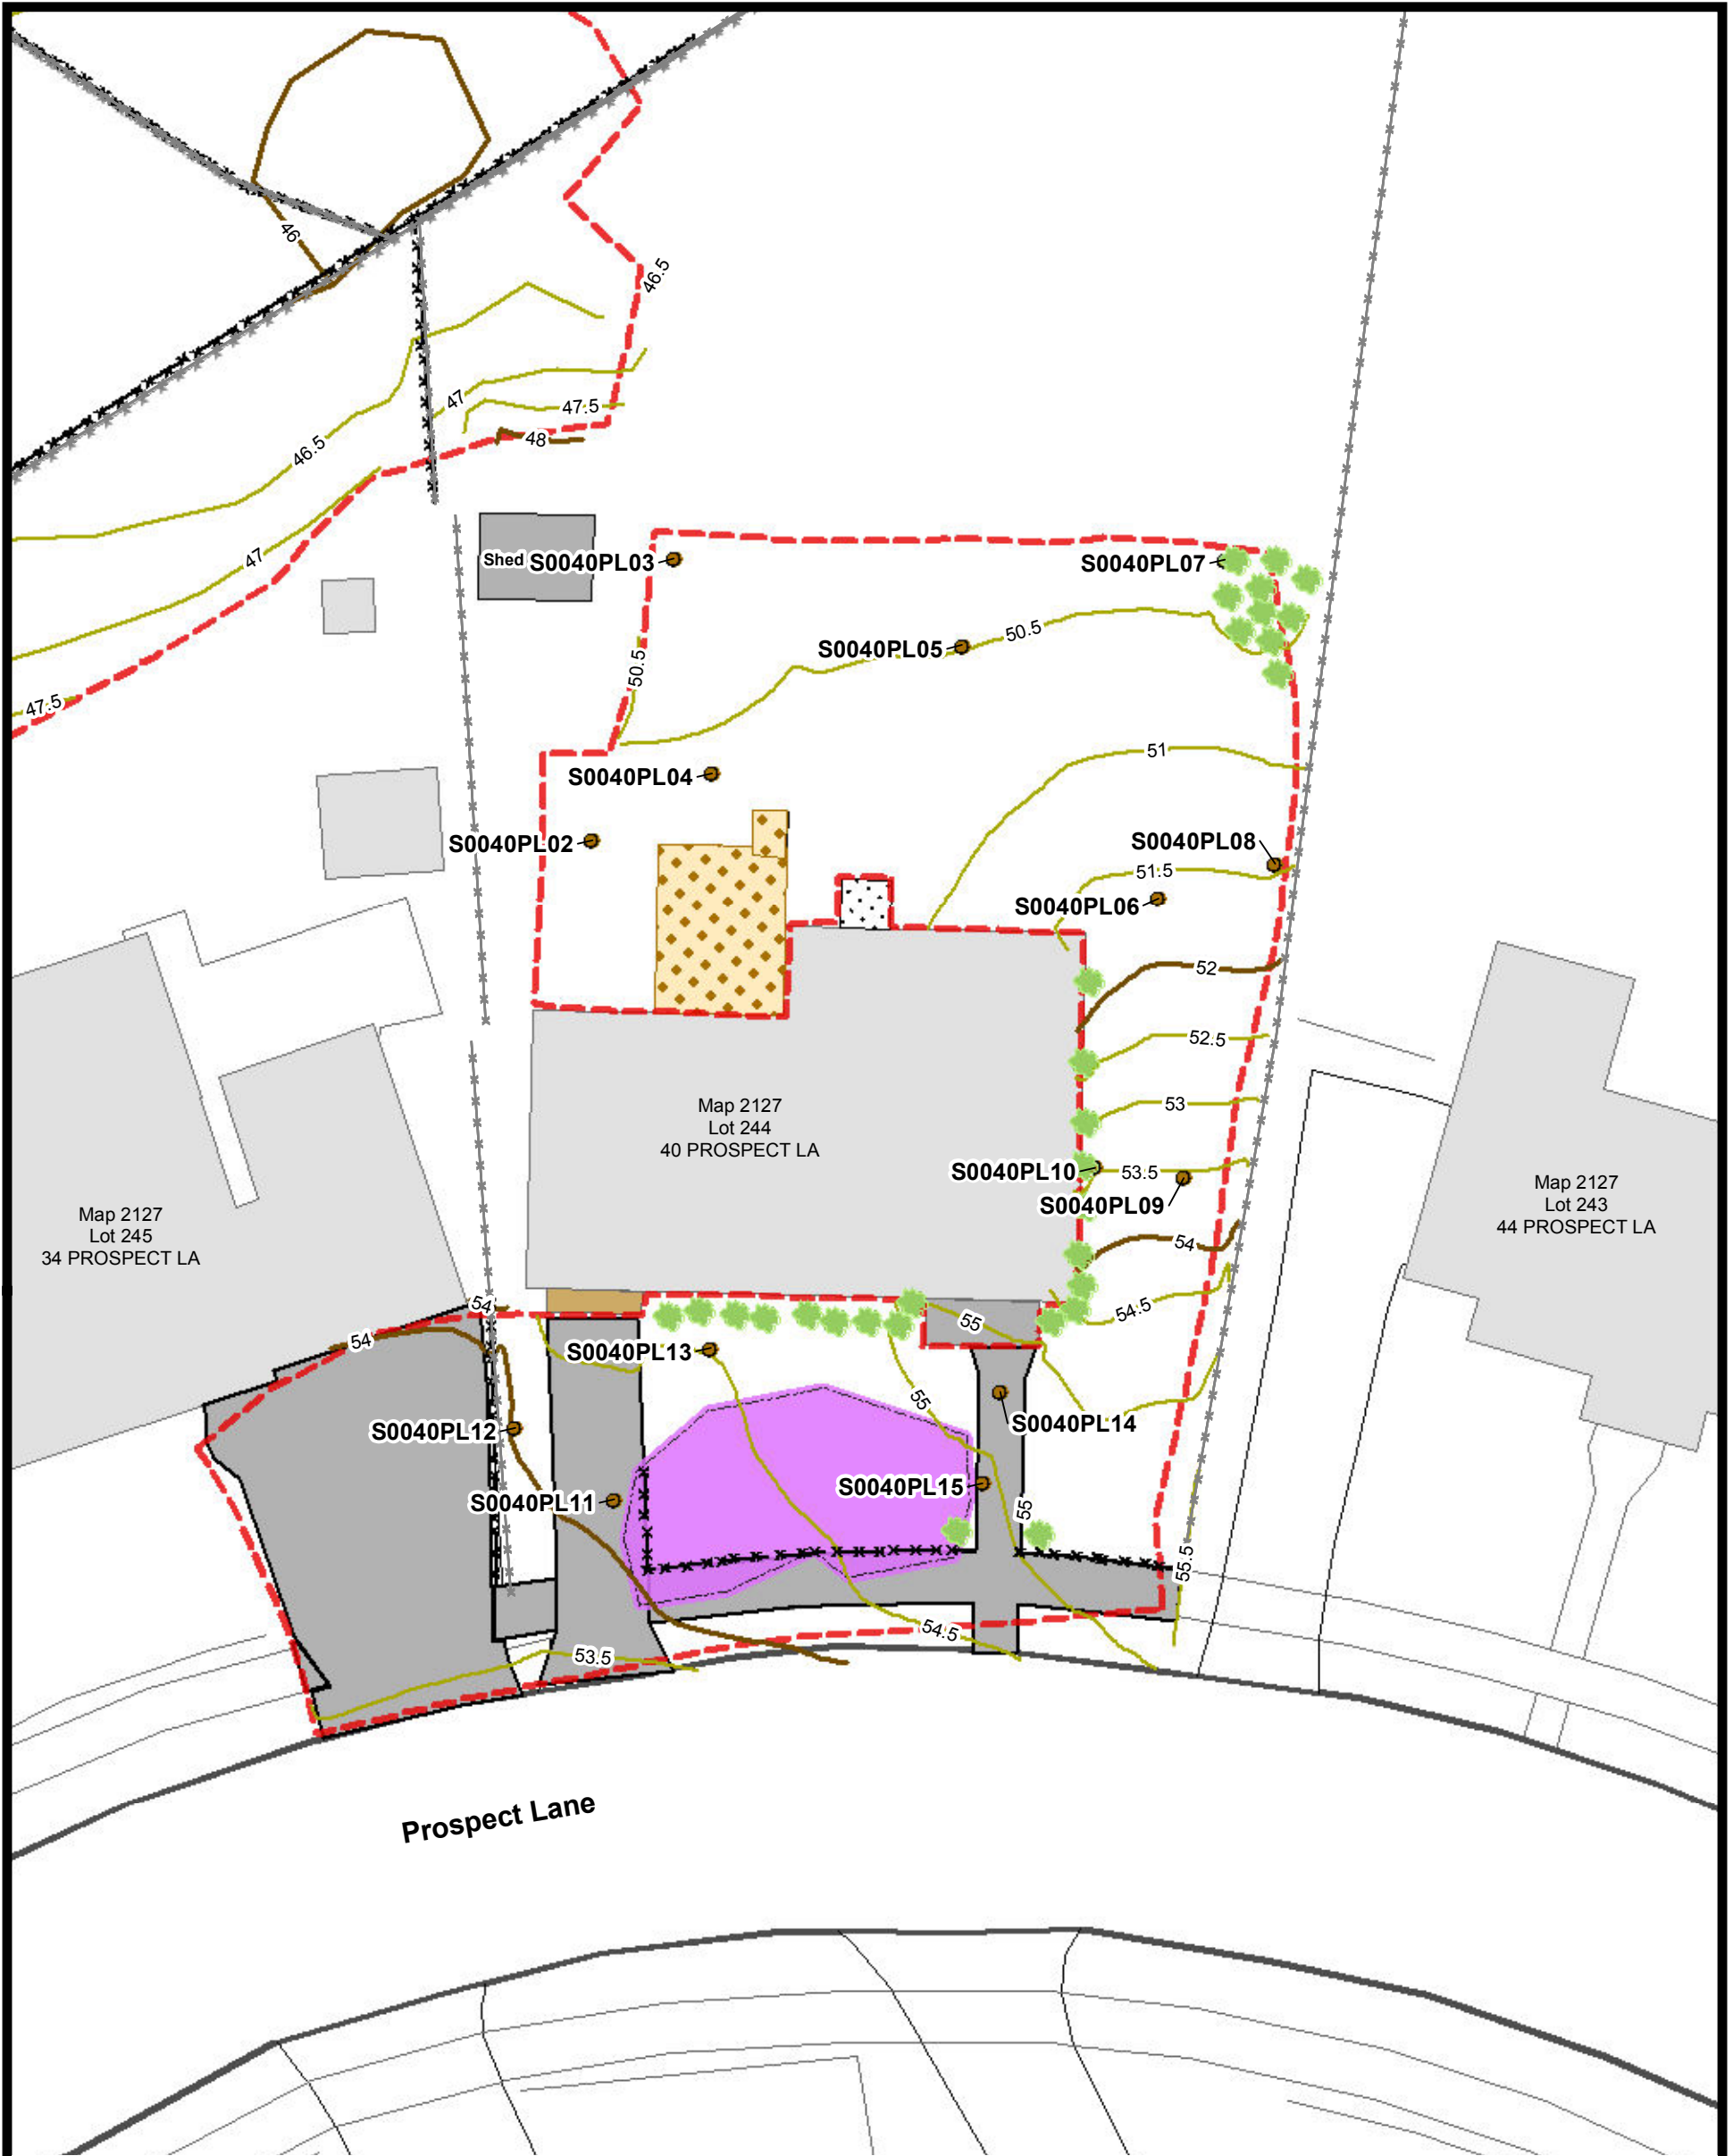 46
46.5
47
47.5
48
46.5
47
47.5
Shed
S0040PL03
S0040PL07
50.5
S0040PL05
50.5
51
S0040PL04
S0040PL02
S0040PL08
51.5
S0040PL06
52
52.5
53
Map 2127
Lot 244
40 PROSPECT LA
S0040PL10
53.5
S0040PL09
Map 2127
Lot 243
44 PROSPECT LA
Map 2127
Lot 245
34 PROSPECT LA
54
54
54.5
55
54
S0040PL13
55
S0040PL14
S0040PL12
S0040PL15
S0040PL11
55
55.5
54.5
53.5
Prospect Lane